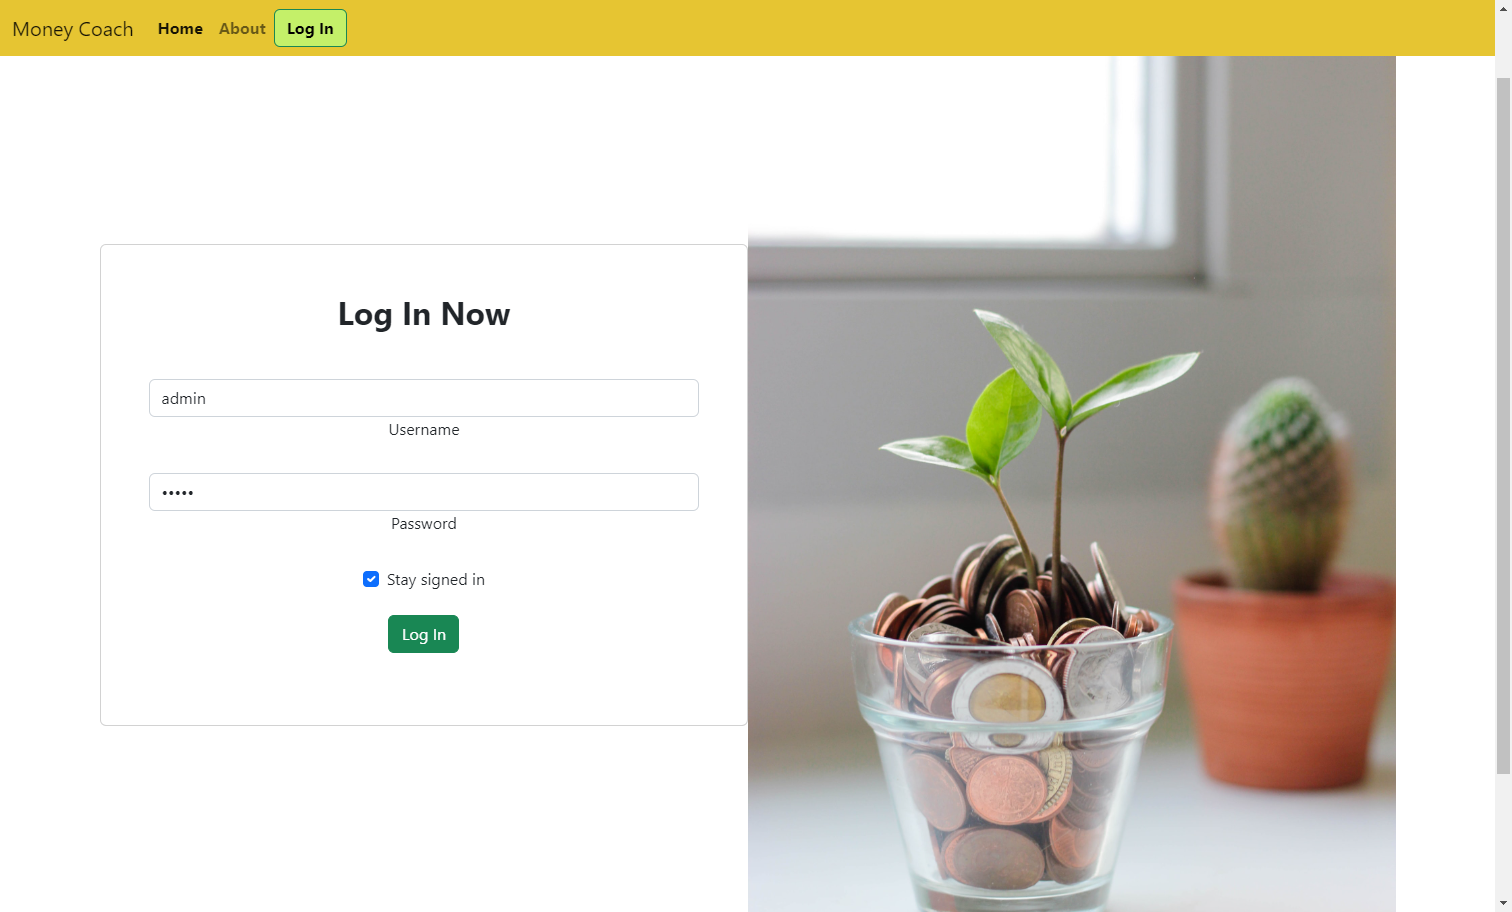 Money Coach Home About Log In
Log In Now
admin
Username
•••••
Password
Stay signed in
Log In